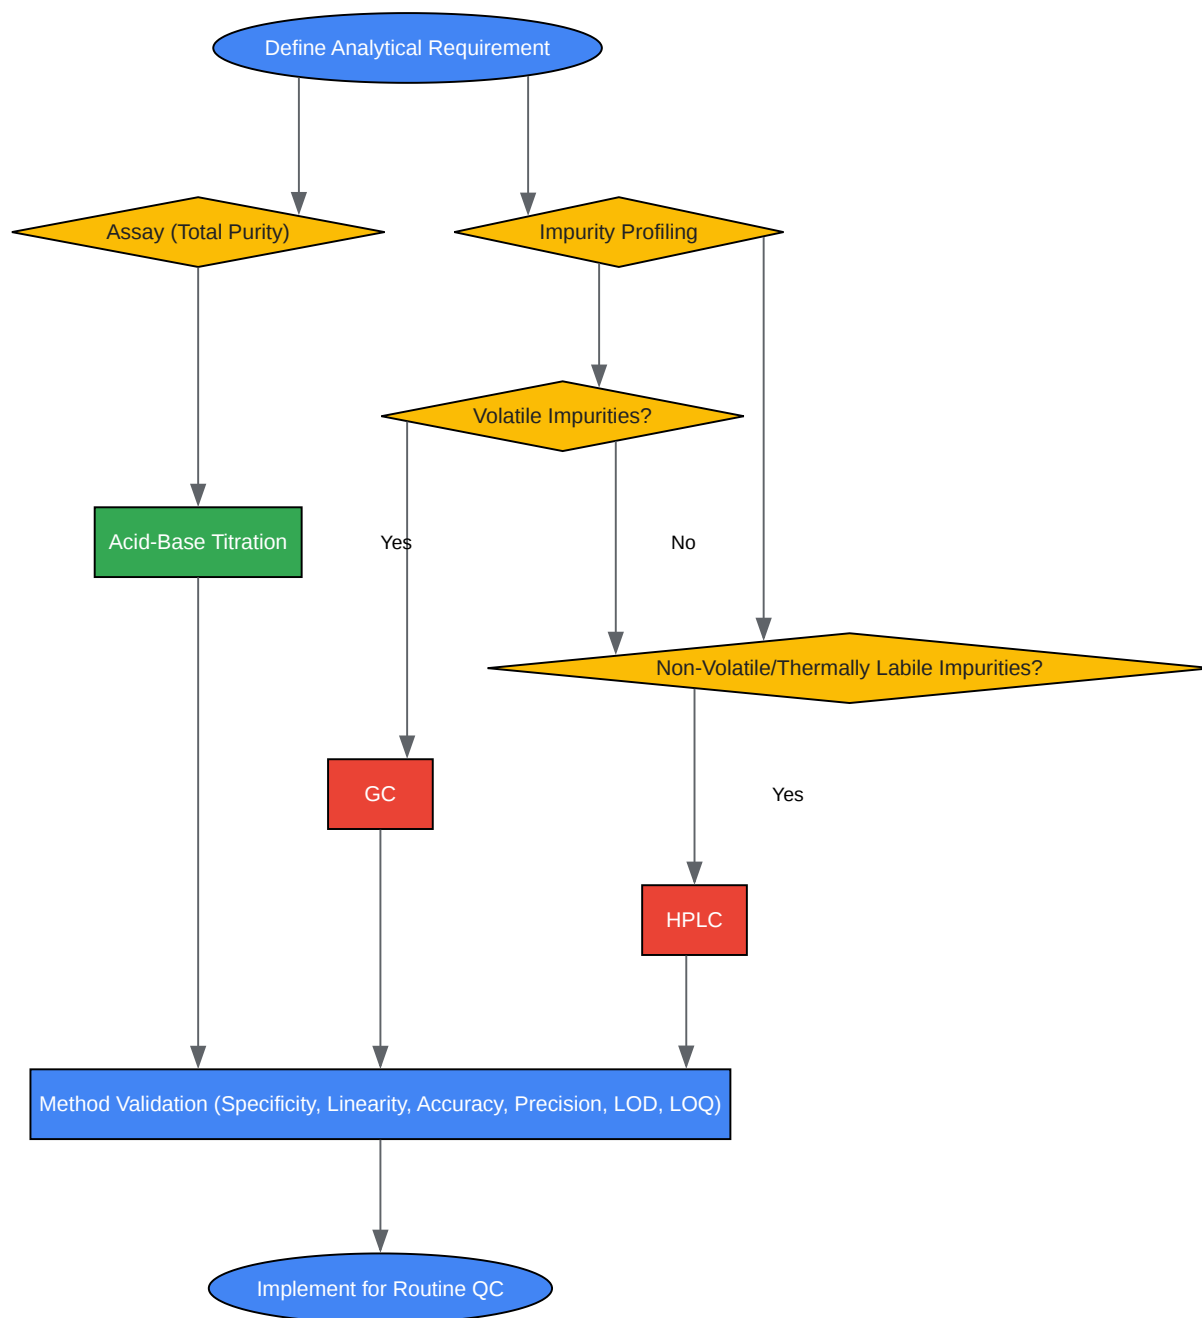 Define Analytical Requirement
Assay (Total Purity)
Impurity Profiling
Volatile Impurities?
Acid-Base Titration
Yes
No
Non-Volatile/Thermally Labile Impurities?
GC
Yes
HPLC
Method Validation (Specificity, Linearity, Accuracy, Precision, LOD, LOQ)
Implement for Routine QC